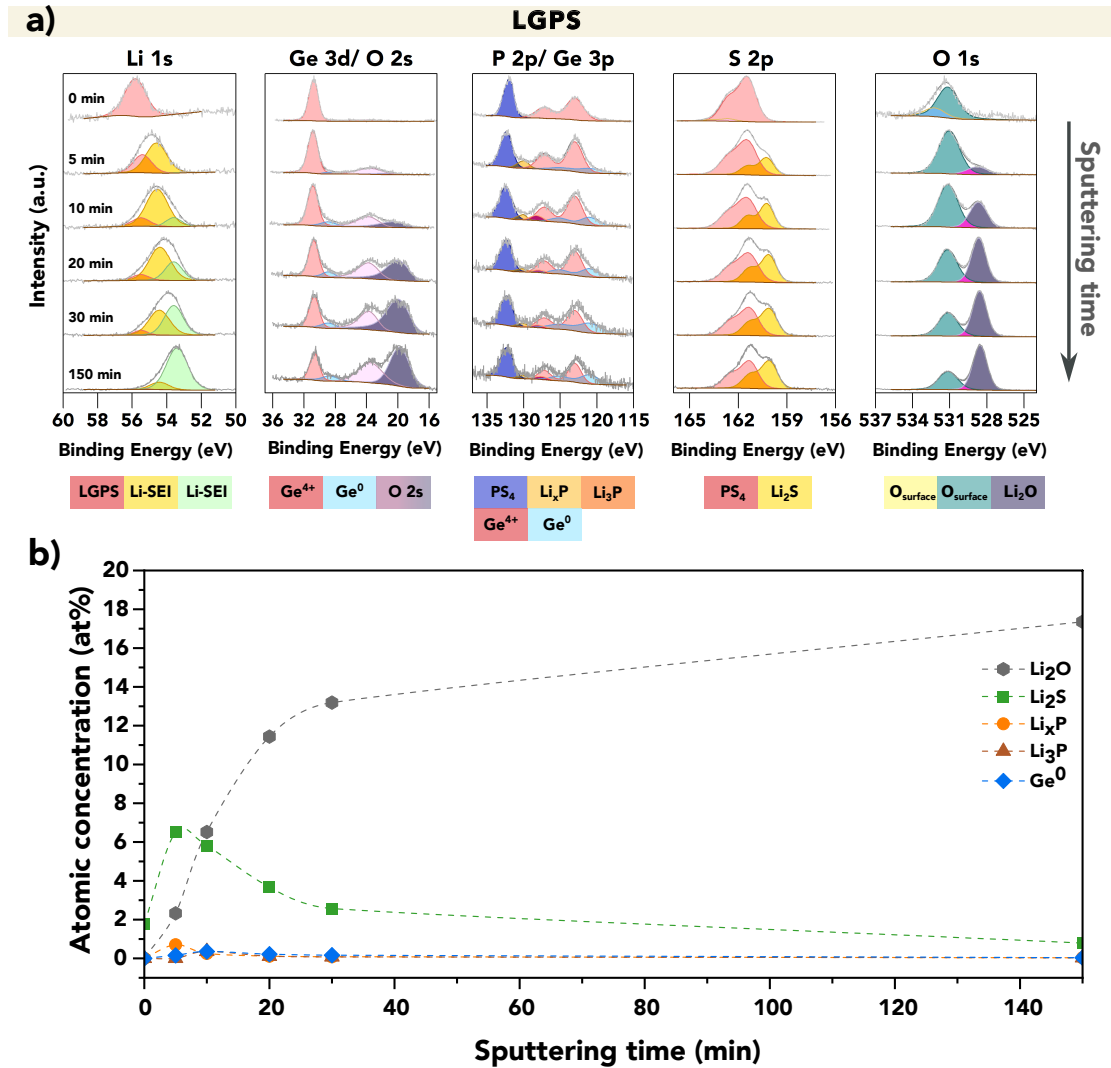 a)
LGPS
Li 1s
Ge 3d/ O 2s
P 2p/ Ge 3p
S 2p
O 1s
Intensity (a.u.)
0 min
5 min
10 min
20 min
30 min
150 min
Sputtering time
60 58 56 54 52 50
36 32 28 24 20 16
135 130 125 120 115
165 162 159 156
537 534 531 528 525
Binding Energy (eV)
Binding Energy (eV)
Binding Energy (eV)
Binding Energy (eV)
Binding Energy (eV)
LGPS Li-SEI Li-SEI
Ge⁴⁺ Ge⁰ O 2s
PS₄ LiₓP Li₃P
Ge⁴⁺ Ge⁰
PS₄ Li₂S
Oₛᵤᵣfₐcₑ Oₛᵤᵣfₐcₑ Li₂O
b)
Atomic concentration (at%)
20
18
16
14
12
10
8
6
4
2
0
Li₂O
Li₂S
LiₓP
Li₃P
Ge⁰
0 20 40 60 80 100 120 140
Sputtering time (min)